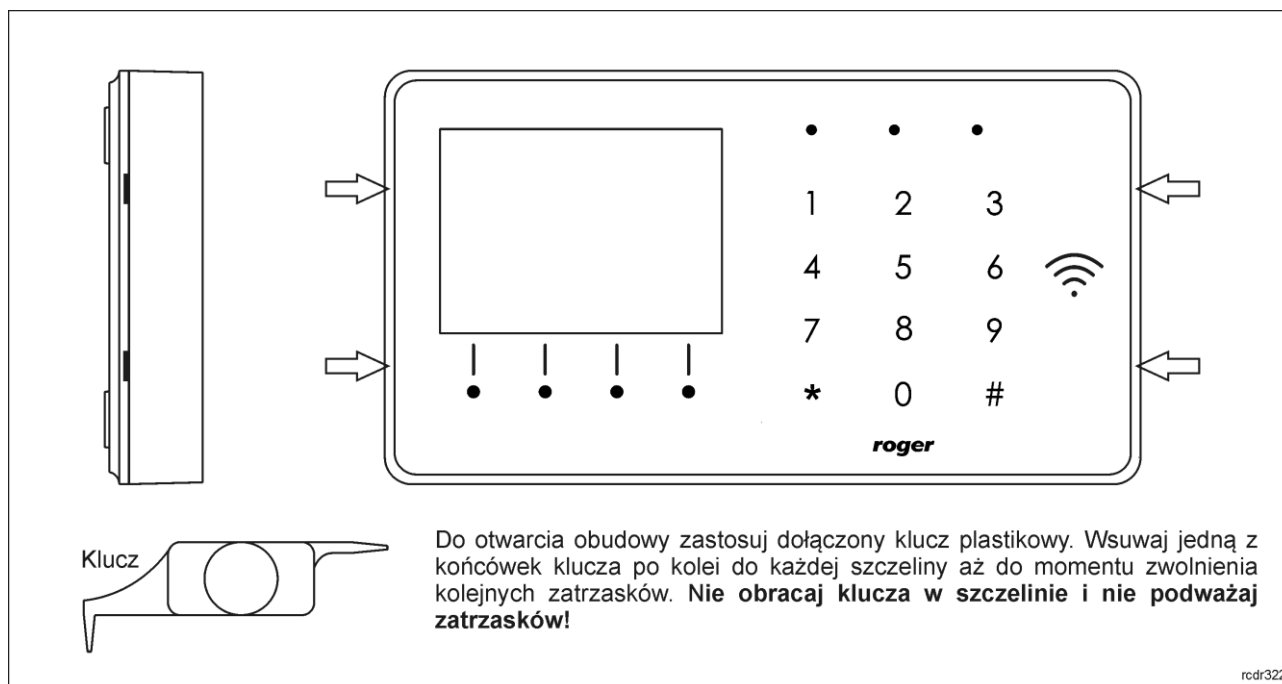 1 2 3
4 5 6
7 8 9
* 0 #
roger
Klucz
Do otwarcia obudowy zastosuj dołączony klucz plastikowy. Wsuwaj jedną z
końcówek klucza po kolei do każdej szczeliny aż do momentu zwolnienia
kolejnych zatrzasków. Nie obracaj klucza w szczelinie i nie podważaj
zatrzasków!
rcdr322